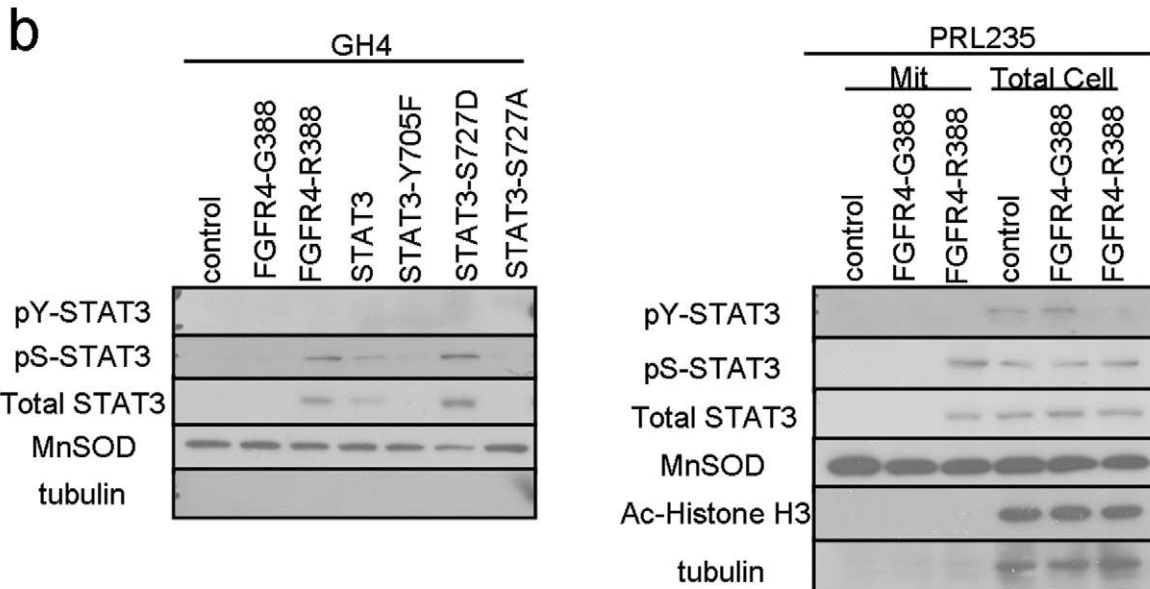 b
GH4
control
FGFR4-G388
FGFR4-R388
STAT3
STAT3-Y705F
STAT3-S727D
STAT3-S727A
pY-STAT3
pS-STAT3
Total STAT3
MnSOD
tubulin
PRL235
Mit
Total Cell
control
FGFR4-G388
FGFR4-R388
control
FGFR4-G388
FGFR4-R388
pY-STAT3
pS-STAT3
Total STAT3
MnSOD
Ac-Histone H3
tubulin